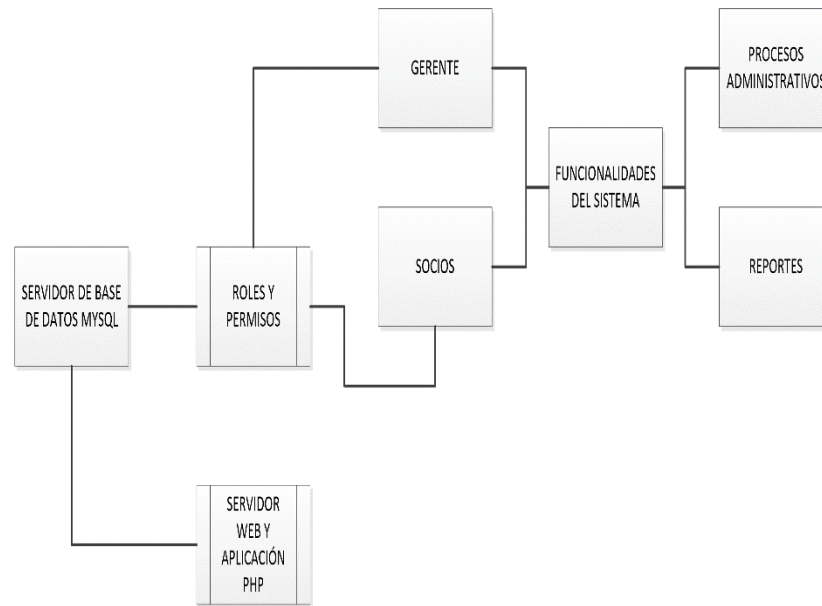 GERENTE
PROCESOS
ADMINISTRATIVOS
FUNCIONALIDADES
DEL SISTEMA
SOCIOS
REPORTES
SERVIDOR DE BASE
DE DATOS MYSQL
ROLES Y
PERMISOS
SERVIDOR
WEB Y
APLICACIÓN
PHP